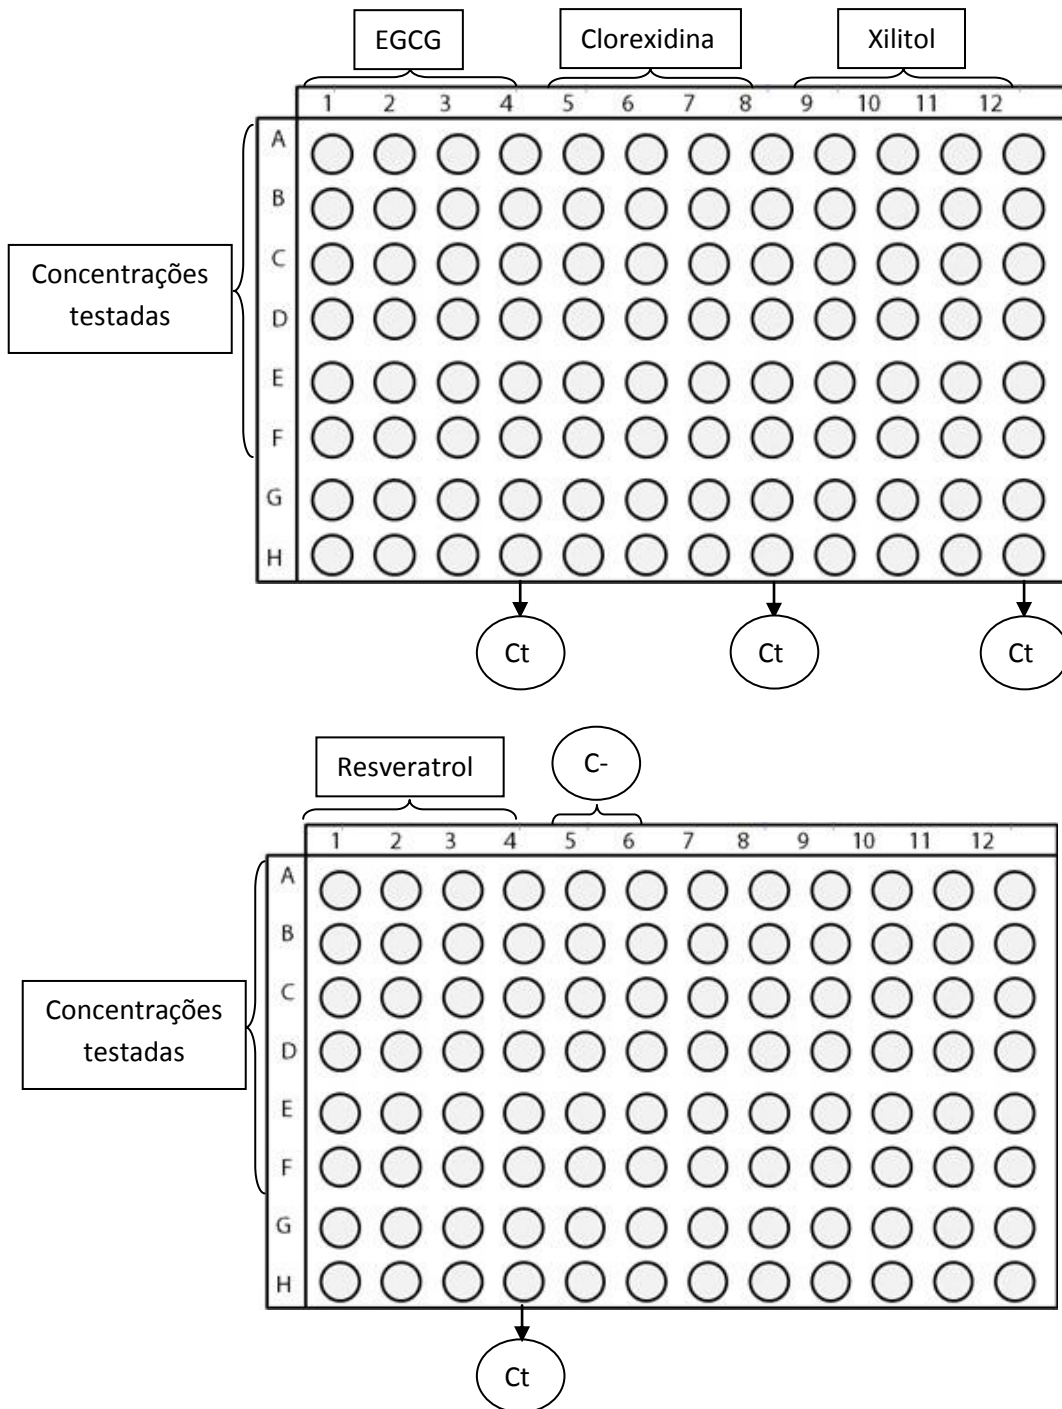 EGCG Clorexidina Xilitol
1 2 3 4 5 6 7 8 9 10 11 12
A
B
C
Concentrações
testadas
D
E
F
G
H
Ct Ct Ct
Resveratrol C-
1 2 3 4 5 6 7 8 9 10 11 12
A
B
C
Concentrações
testadas
D
E
F
G
H
Ct